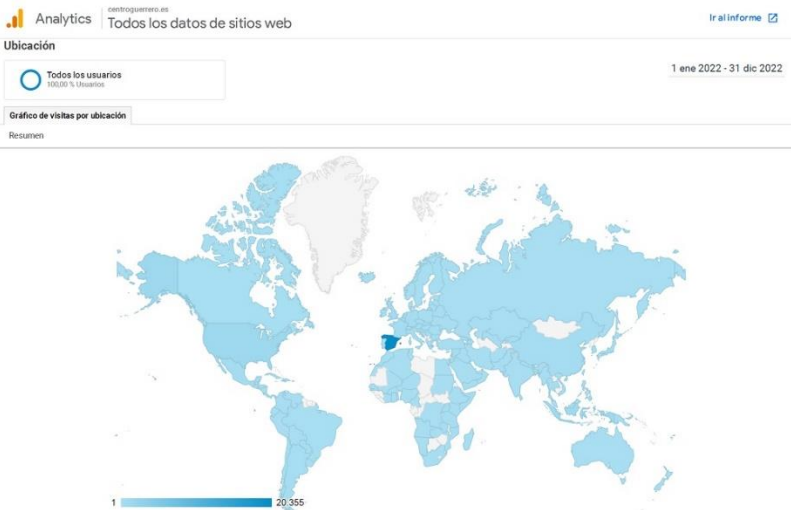 centroguerrero.es
Analytics
Todos los datos de sitios web
Ir al informe
Ubicación
Todos los usuarios
100,00 % Usuarios
1 ene 2022 - 31 dic 2022
Gráfico de visitas por ubicación
Resumen
1
20.355